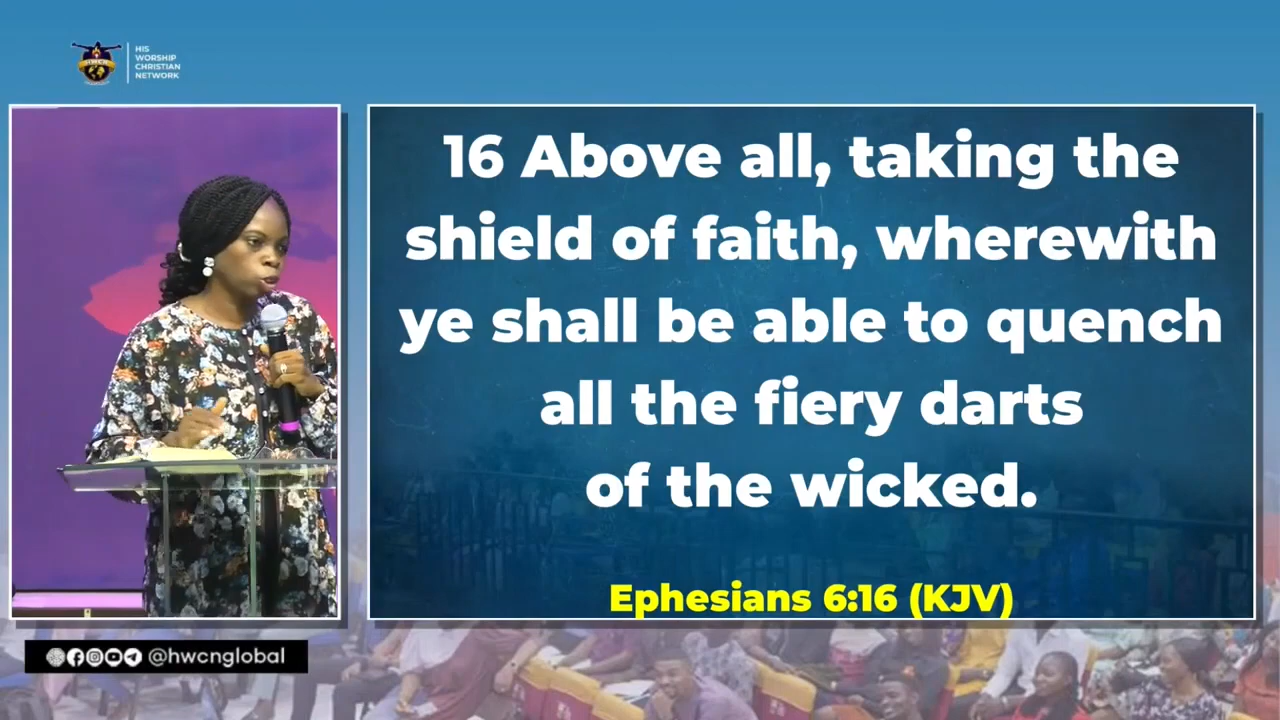 HIS
WORSHIP
CHRISTIAN
NETWORK
HWCN
16 Above all, taking the
shield of faith, wherewith
ye shall be able to quench
all the fiery darts
of the wicked.
Ephesians 6:16 (KJV)
@hwcnglobal